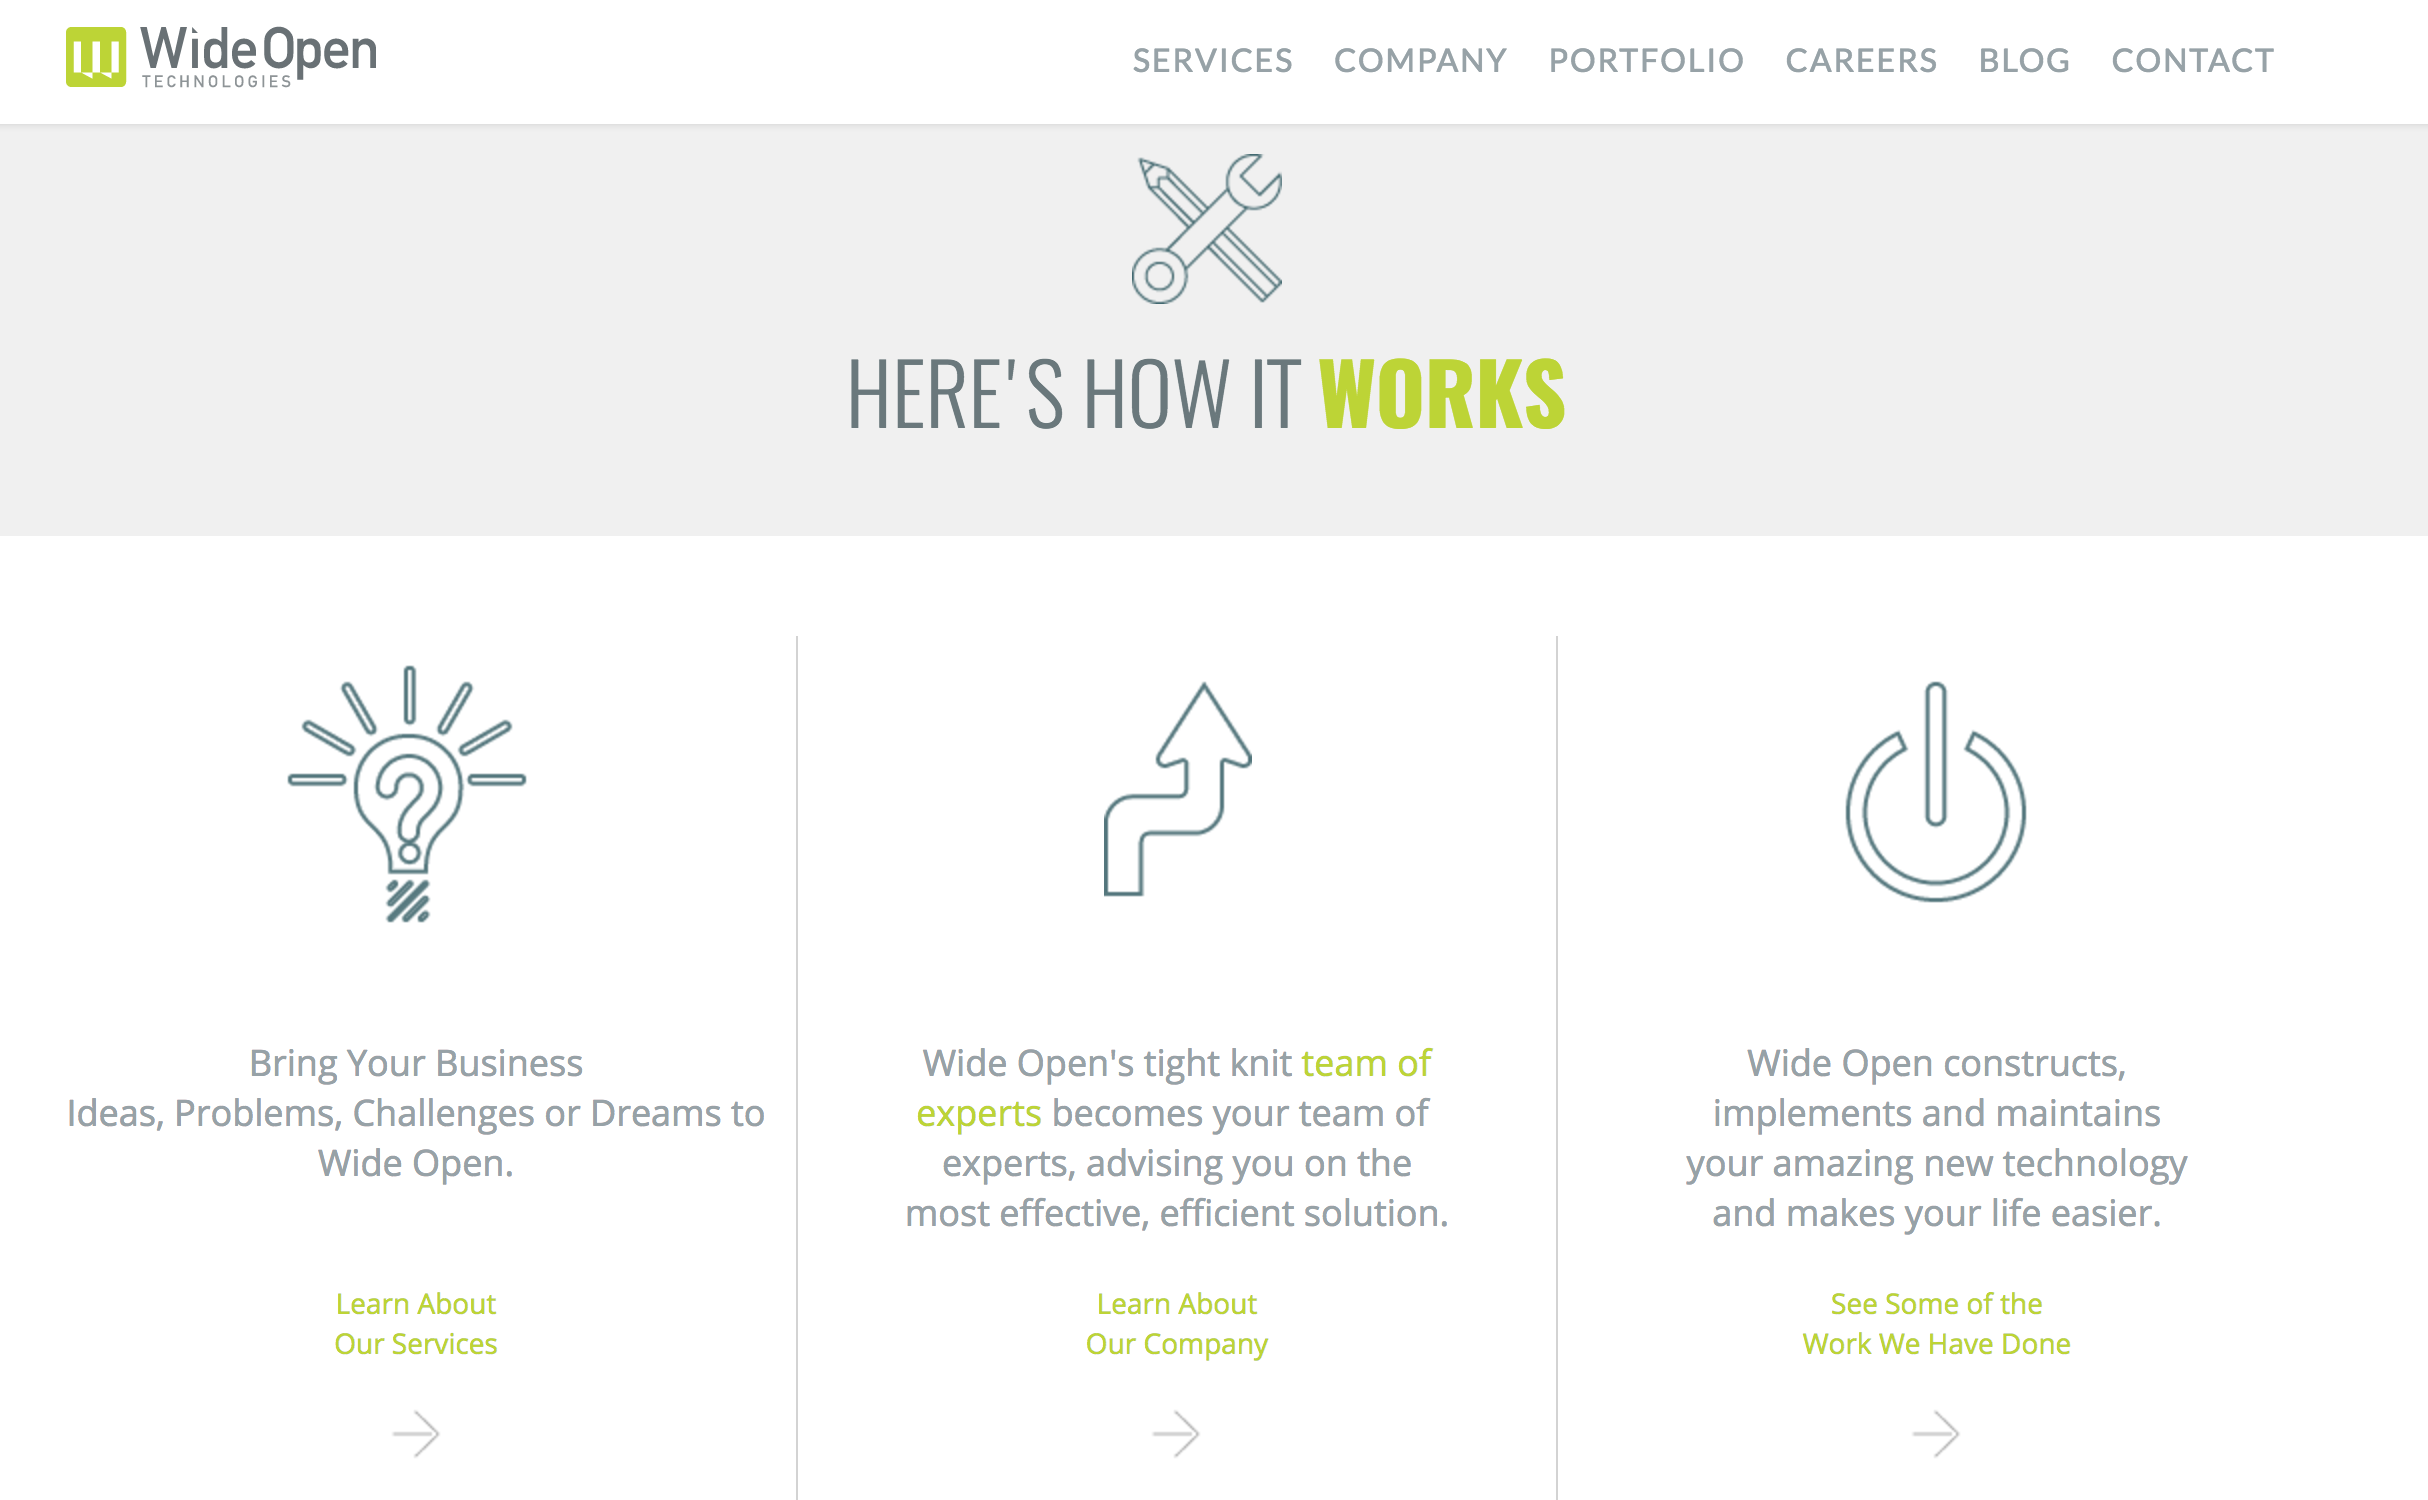 Wide Open
TECHNOLOGIES
SERVICES COMPANY PORTFOLIO CAREERS BLOG CONTACT
HERE'S HOW IT WORKS
Bring Your Business
Ideas, Problems, Challenges or Dreams to
Wide Open.
Learn About
Our Services
Wide Open's tight knit team of
experts becomes your team of
experts, advising you on the
most effective, efficient solution.
Learn About
Our Company
Wide Open constructs,
implements and maintains
your amazing new technology
and makes your life easier.
See Some of the
Work We Have Done